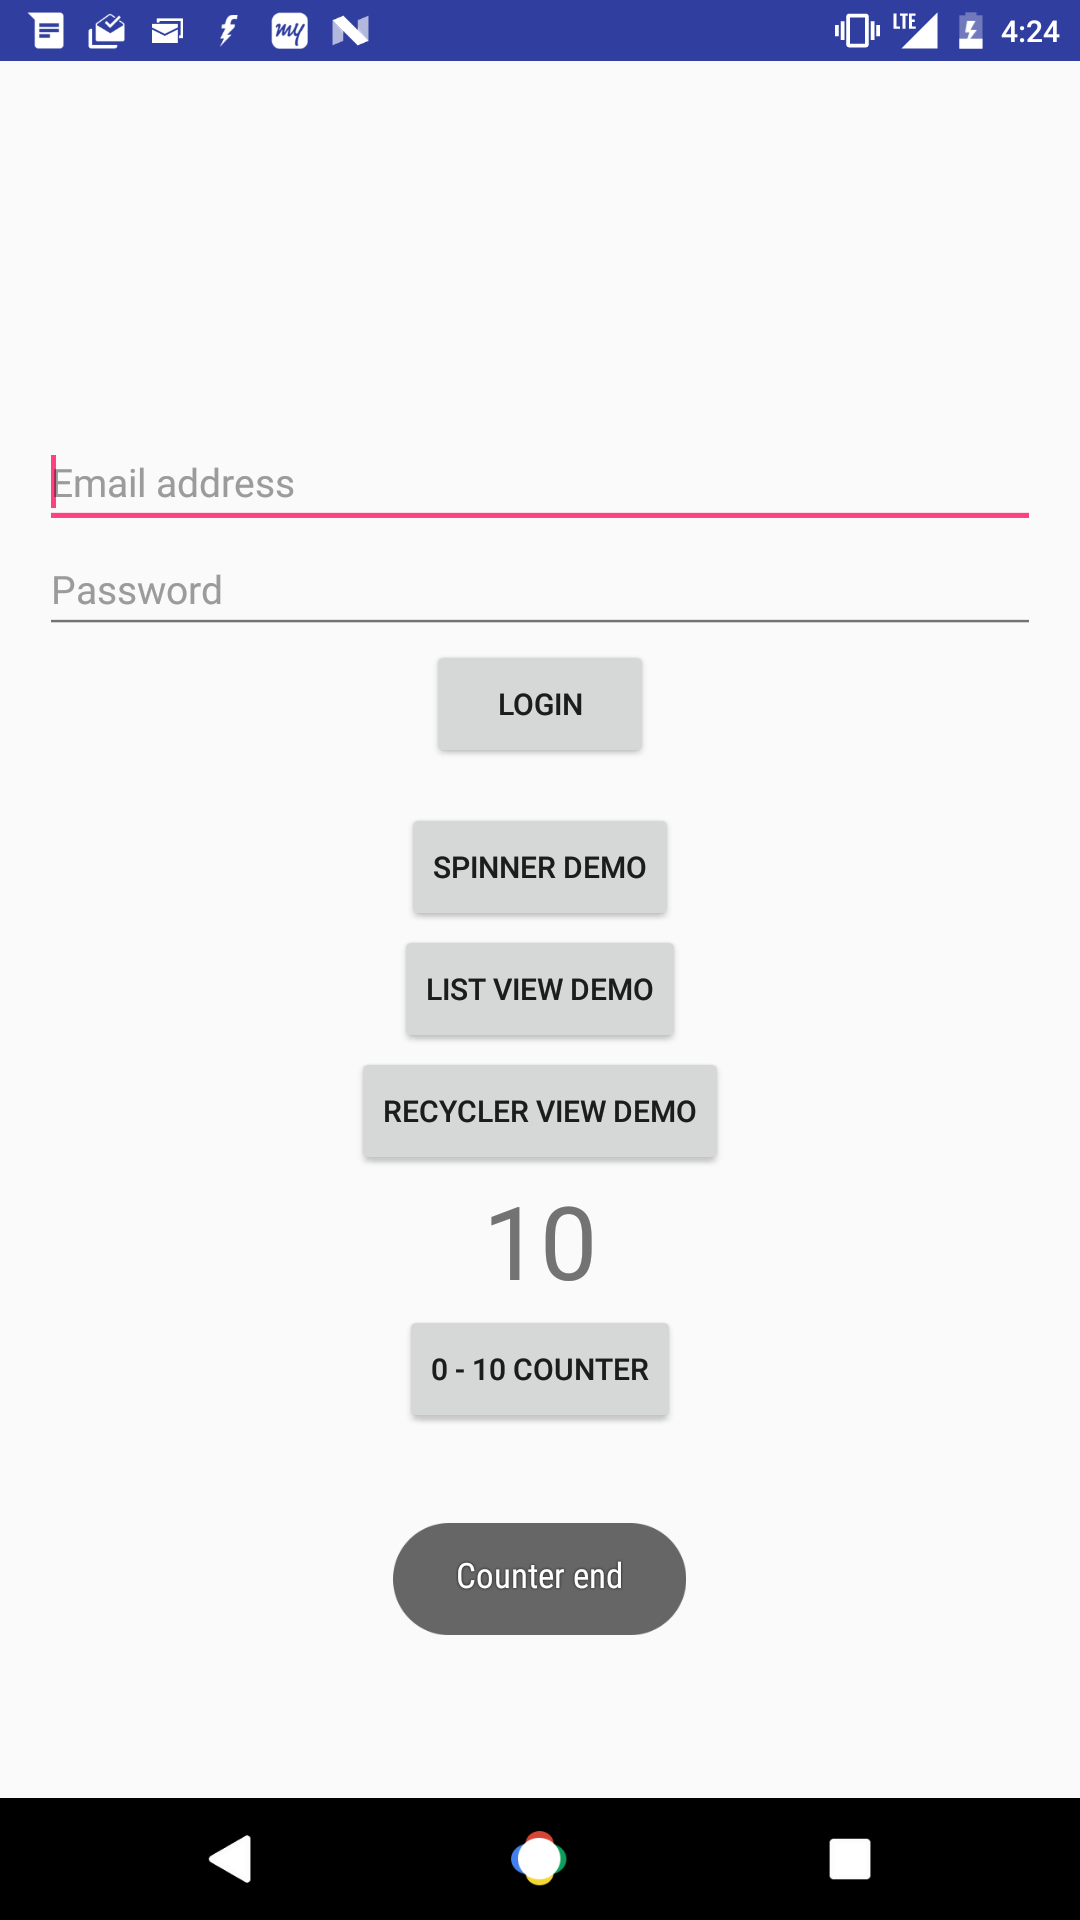 my LTE 4:24
Email address
Password
LOGIN
SPINNER DEMO
LIST VIEW DEMO
RECYCLER VIEW DEMO
10
0 - 10 COUNTER
Counter end